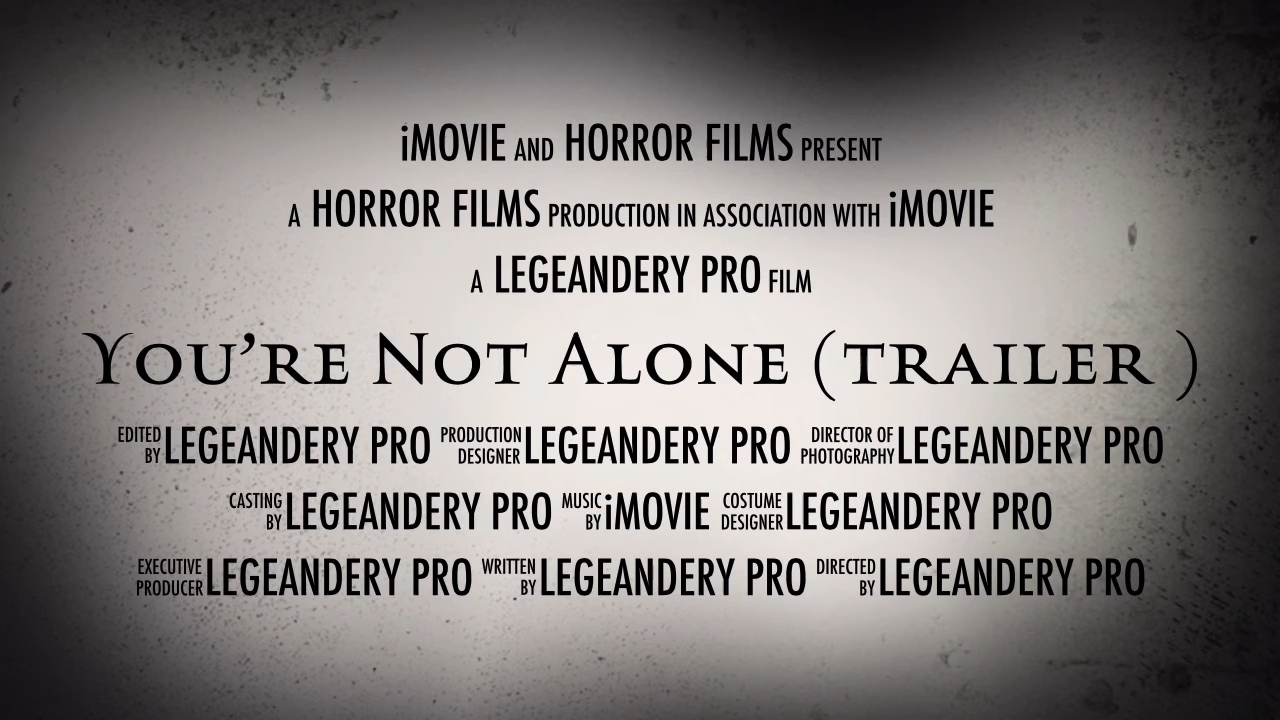 iMOVIE AND HORROR FILMS PRESENT
A HORROR FILMS PRODUCTION IN ASSOCIATION WITH iMOVIE
A LEGEANDERY PRO FILM
YOU'RE NOT ALONE (TRAILER )
EDITED BY LEGEANDERY PRO PRODUCTION DESIGNER LEGEANDERY PRO DIRECTOR OF PHOTOGRAPHY LEGEANDERY PRO
CASTING BY LEGEANDERY PRO MUSIC BY iMOVIE COSTUME DESIGNER LEGEANDERY PRO
EXECUTIVE PRODUCER LEGEANDERY PRO WRITTEN BY LEGEANDERY PRO DIRECTED BY LEGEANDERY PRO